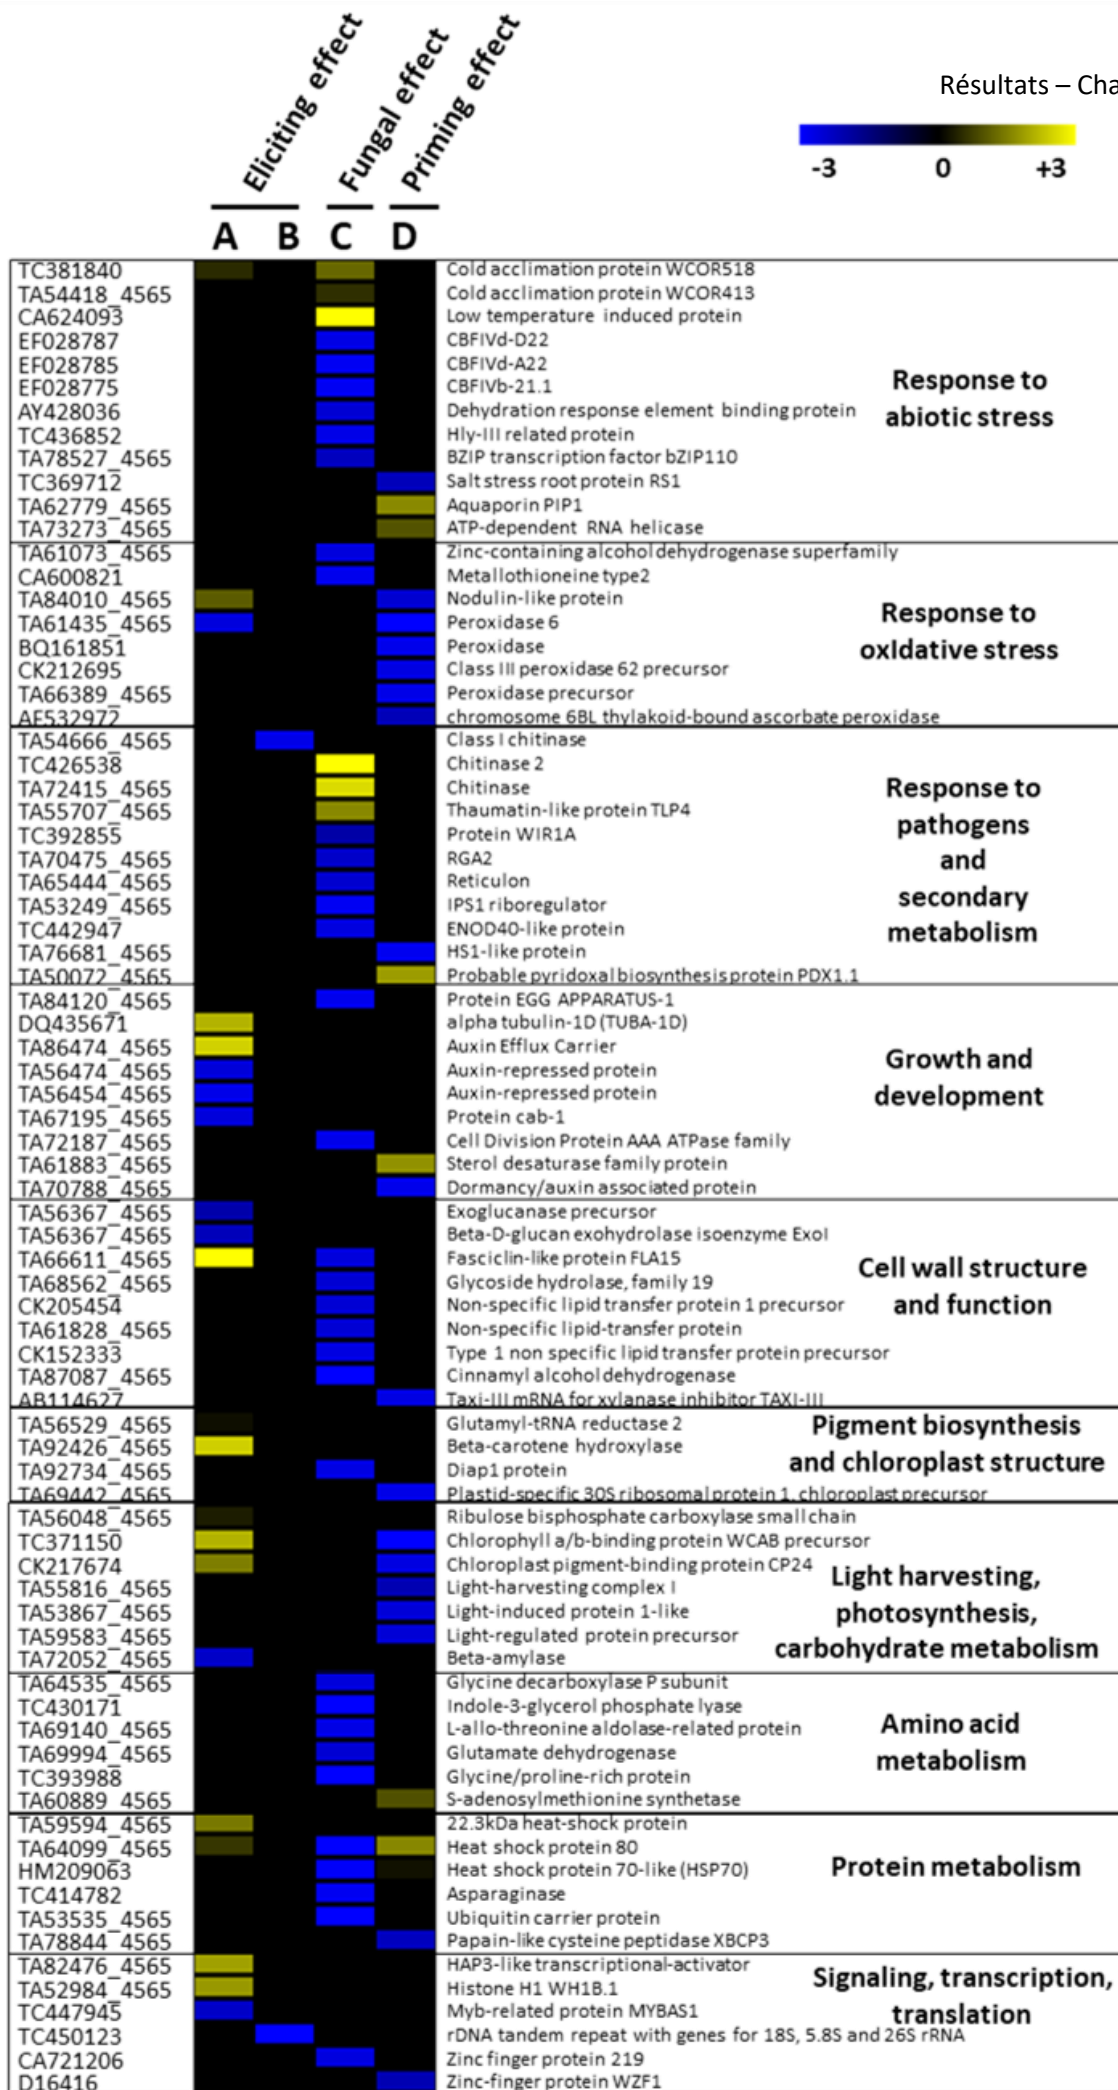 Eliciting effect
Fungal effect
Priming effect
Résultats – Cha
-3 0 +3
A B C D
TC381840 Cold acclimation protein WCOR518
TA54418_4565 Cold acclimation protein WCOR413
CA624093 Low temperature induced protein
EF028787 CBFIVd-D22
EF028785 CBFIVd-A22
EF028775 CBFIVb-21.1
AY428036 Dehydration response element binding protein
TC436852 Hly-III related protein
TA78527_4565 BZIP transcription factor bZIP110
TC369712 Salt stress root protein RS1
TA62779_4565 Aquaporin PIP1
TA73273_4565 ATP-dependent RNA helicase
Response to
abiotic stress
TA61073_4565 Zinc-containing alcohol dehydrogenase superfamily
CA600821 Metallothioneine type2
TA84010_4565 Nodulin-like protein
TA61435_4565 Peroxidase 6
BQ161851 Peroxidase
CK212695 Class III peroxidase 62 precursor
TA66389_4565 Peroxidase precursor
AF532972 chromosome 6BL thylakoid-bound ascorbate peroxidase
Response to
oxIdative stress
TA54666_4565 Class I chitinase
TC426538 Chitinase 2
TA72415_4565 Chitinase
TA55707_4565 Thaumatin-like protein TLP4
TC392855 Protein WIR1A
TA70475_4565 RGA2
TA65444_4565 Reticulon
TA53249_4565 IPS1 riboregulator
TC442947 ENOD40-like protein
TA76681_4565 HS1-like protein
TA50072_4565 Probable pyridoxal biosynthesis protein PDX1.1
Response to
pathogens
and
secondary
metabolism
TA84120_4565 Protein EGG APPARATUS-1
DQ435671 alpha tubulin-1D (TUBA-1D)
TA86474_4565 Auxin Efflux Carrier
TA56474_4565 Auxin-repressed protein
TA56454_4565 Auxin-repressed protein
TA67195_4565 Protein cab-1
TA72187_4565 Cell Division Protein AAA ATPase family
TA61883_4565 Sterol desaturase family protein
TA70788_4565 Dormancy/auxin associated protein
Growth and
development
TA56367_4565 Exoglucanase precursor
TA56367_4565 Beta-D-glucan exohydrolase isoenzyme ExoI
TA66611_4565 Fasciclin-like protein FLA15
TA68562_4565 Glycoside hydrolase, family 19
CK205454 Non-specific lipid transfer protein 1 precursor
TA61828_4565 Non-specific lipid-transfer protein
CK152333 Type 1 non specific lipid transfer protein precursor
TA87087_4565 Cinnamyl alcohol dehydrogenase
AB114627 Taxi-III mRNA for xylanase inhibitor TAXI-III
Cell wall structure
and function
TA56529_4565 Glutamyl-tRNA reductase 2
TA92426_4565 Beta-carotene hydroxylase
TA92734_4565 Diap1 protein
TA69442_4565 Plastid-specific 30S ribosomal protein 1, chloroplast precursor
Pigment biosynthesis
and chloroplast structure
TA56048_4565 Ribulose bisphosphate carboxylase small chain
TC371150 Chlorophyll a/b-binding protein WCAB precursor
CK217674 Chloroplast pigment-binding protein CP24
TA55816_4565 Light-harvesting complex I
TA53867_4565 Light-induced protein 1-like
TA59583_4565 Light-regulated protein precursor
TA72052_4565 Beta-amylase
Light harvesting,
photosynthesis,
carbohydrate metabolism
TA64535_4565 Glycine decarboxylase P subunit
TC430171 Indole-3-glycerol phosphate lyase
TA69140_4565 L-allo-threonine aldolase-related protein
TA69994_4565 Glutamate dehydrogenase
TC393988 Glycine/proline-rich protein
TA60889_4565 S-adenosylmethionine synthetase
Amino acid
metabolism
TA59594_4565 22.3kDa heat-shock protein
TA64099_4565 Heat shock protein 80
HM209063 Heat shock protein 70-like (HSP70)
TC414782 Asparaginase
TA53535_4565 Ubiquitin carrier protein
TA78844_4565 Papain-like cysteine peptidase XBCP3
Protein metabolism
TA82476_4565 HAP3-like transcriptional-activator
TA52984_4565 Histone H1 WH1B.1
TC447945 Myb-related protein MYBAS1
TC450123 rDNA tandem repeat with genes for 18S, 5.8S and 26S rRNA
CA721206 Zinc finger protein 219
D16416 Zinc-finger protein WZF1
Signaling, transcription,
translation